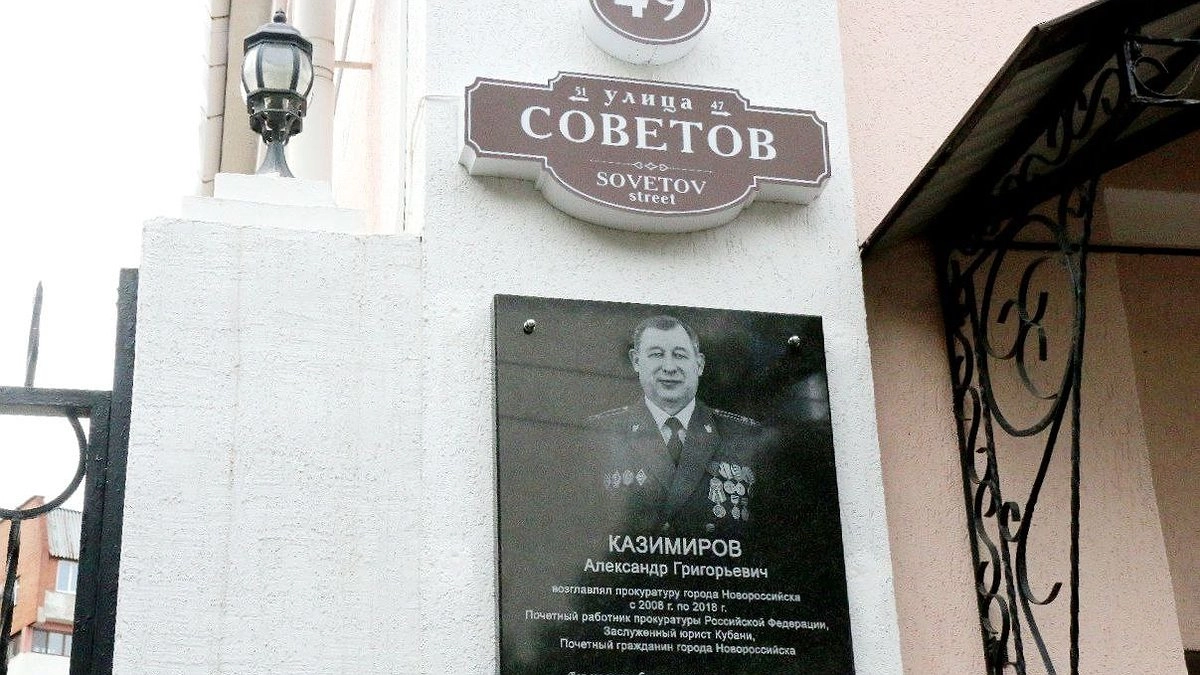 49
51 улица 47
СОВЕТОВ
SOVETOV
street
КАЗИМИРОВ
Александр Григорьевич
возглавлял прокуратуру города Новороссийска
с 2008 г. по 2018 г.
Почетный работник прокуратуры Российской Федерации,
Заслуженный юрист Кубани,
Почетный гражданин города Новороссийска